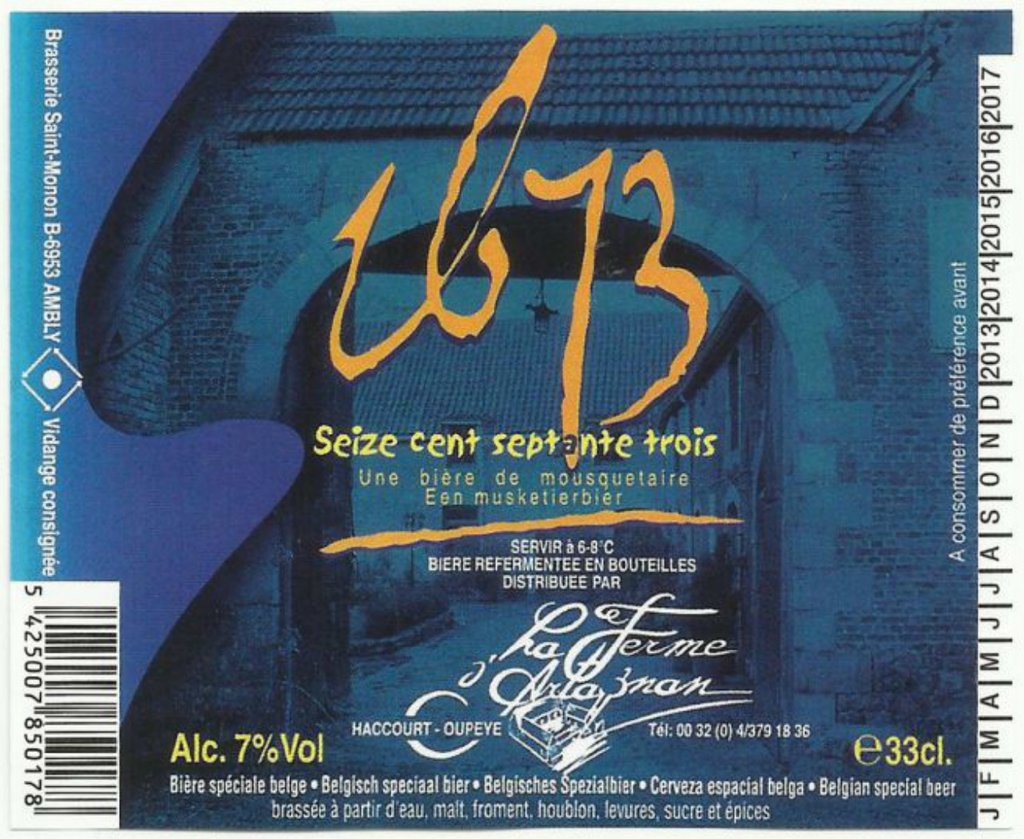 Brasserie Saint-Monon B-6953 AMBLY
Vidange consignée
5 425007 850178
1673
Seize cent septante trois
Une bière de mousquetaire
Een musketierbier
SERVIR à 6-8°C
BIERE REFERMENTEE EN BOUTEILLES
DISTRIBUEE PAR
La Ferme
d'Artagnan
HACCOURT - OUPEYE
Tél: 00 32 (0) 4/379 18 36
Alc. 7%Vol
℮33cl.
Bière spéciale belge • Belgisch speciaal bier • Belgisches Spezialbier • Cerveza espacial belga • Belgian special beer
brassée à partir d'eau, malt, froment, houblon, levures, sucre et épices
A consommer de préférence avant
J|F|M|A|M|J|J|A|S|O|N|D|2013|2014|2015|2016|2017